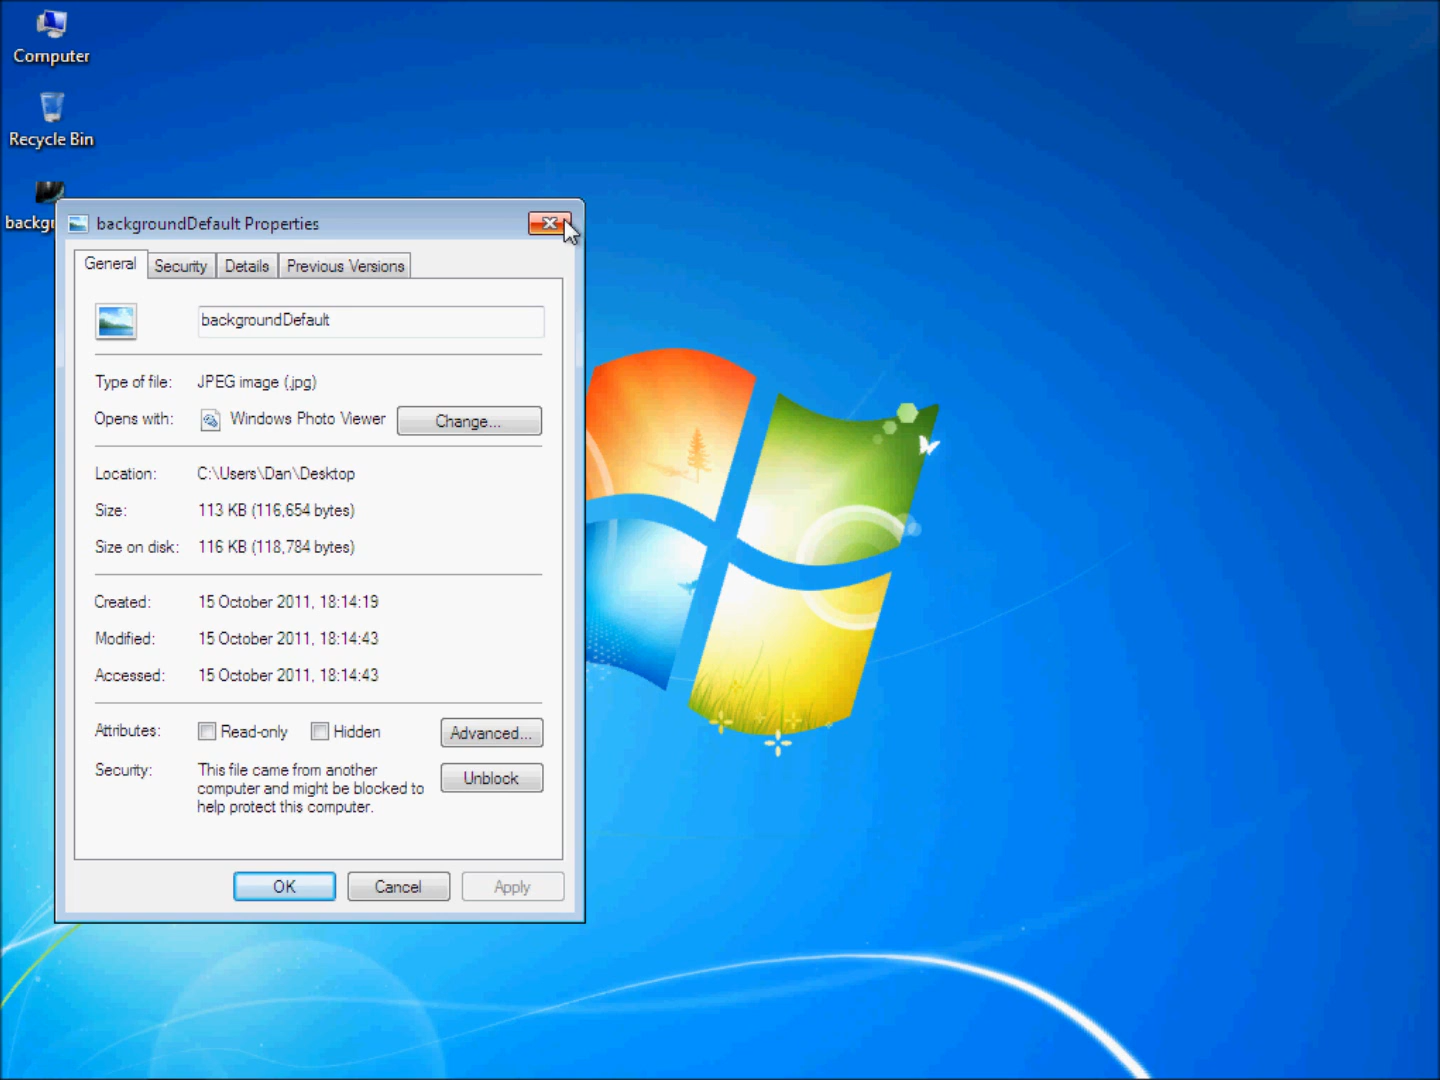 Computer
Recycle Bin
backgr
backgroundDefault Properties
General Security Details Previous Versions
backgroundDefault
Type of file: JPEG image (.jpg)
Opens with: Windows Photo Viewer Change...
Location: C:\Users\Dan\Desktop
Size: 113 KB (116,654 bytes)
Size on disk: 116 KB (118,784 bytes)
Created: 15 October 2011, 18:14:19
Modified: 15 October 2011, 18:14:43
Accessed: 15 October 2011, 18:14:43
Attributes: Read-only Hidden Advanced...
Security: This file came from another
computer and might be blocked to
help protect this computer.
Unblock
OK Cancel Apply